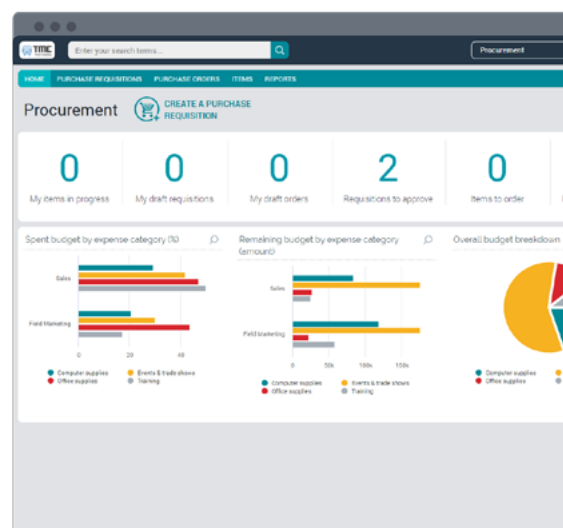 TMC
Enter your search terms...
Procurement
HOME PURCHASE REQUISITIONS PURCHASE ORDERS ITEMS REPORTS
Procurement
CREATE A PURCHASE
REQUISITION
0 0 0 2 0
My items in progress My draft requisitions My draft orders Requisitions to approve Items to order
Spent budget by expense category (%) Remaining budget by expense category Overall budget breakdown
(amount)
Sales
Field Marketing
0 20 40
Computer supplies Events & trade shows
Office supplies Training
Sales
Field Marketing
0 50k 100k 150k
Computer supplies Events & trade shows
Office supplies Training
Computer supplies
Office supplies